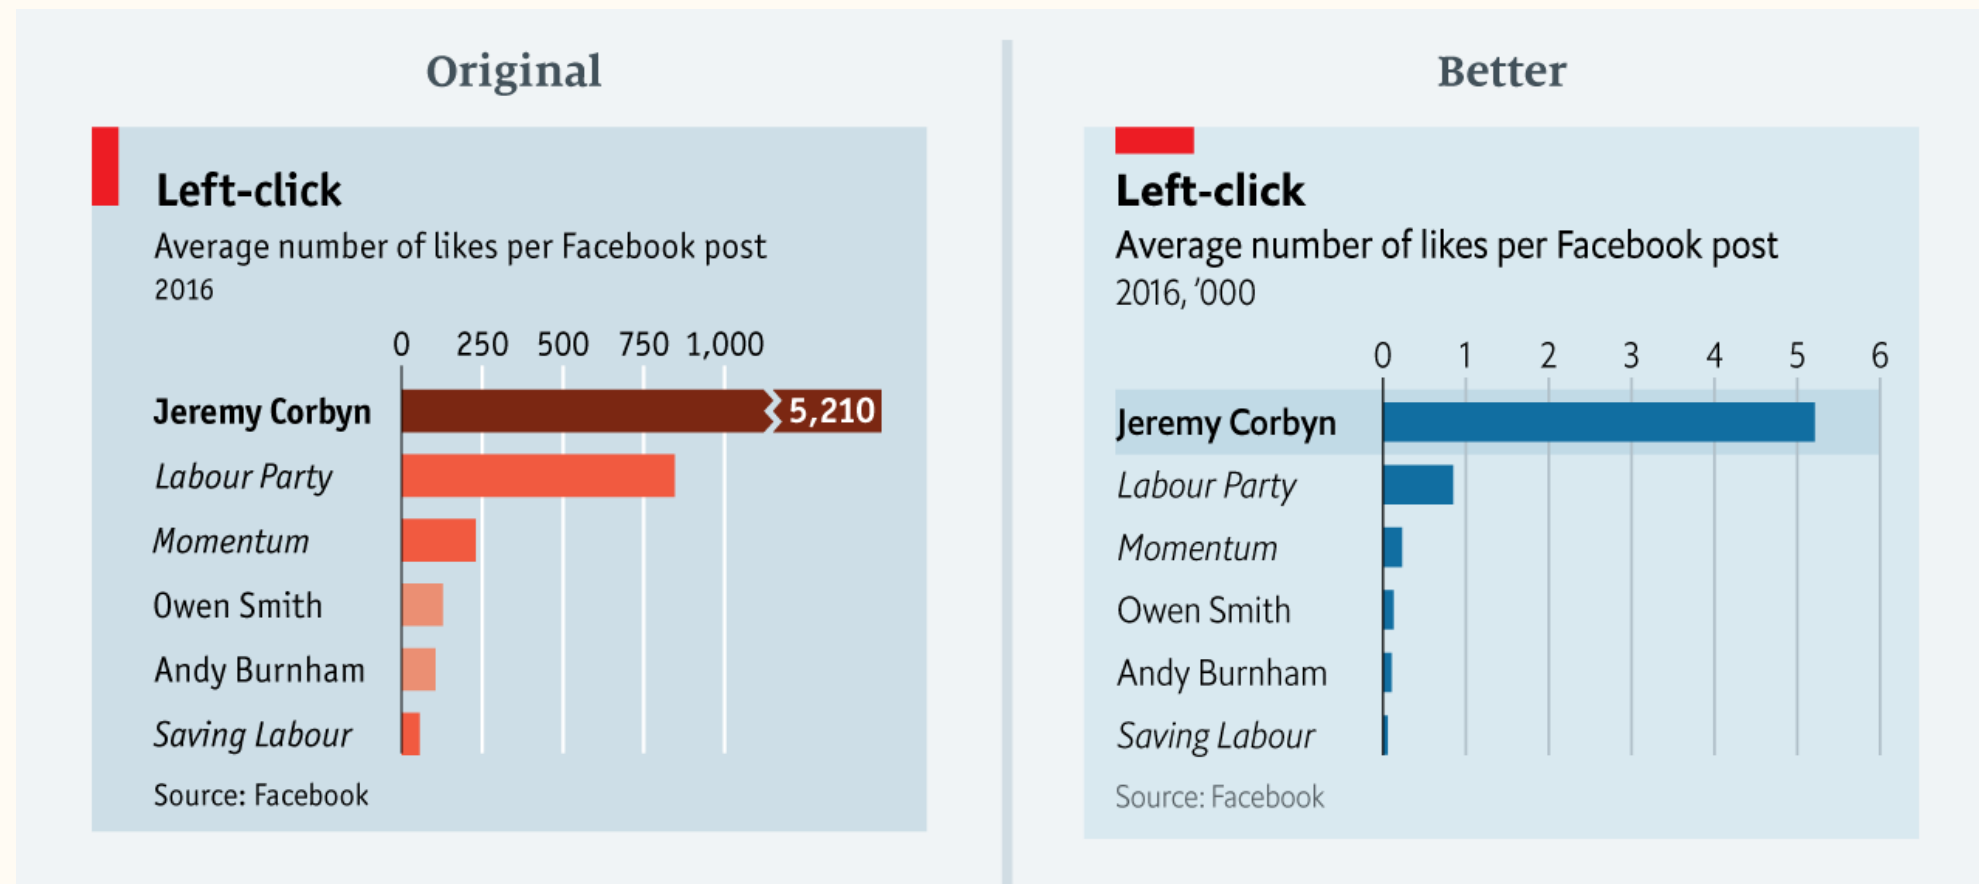 Original
Left-click
Average number of likes per Facebook post
2016
0 250 500 750 1,000
Jeremy Corbyn 5,210
Labour Party
Momentum
Owen Smith
Andy Burnham
Saving Labour
Source: Facebook
Better
Left-click
Average number of likes per Facebook post
2016, ’000
0 1 2 3 4 5 6
Jeremy Corbyn
Labour Party
Momentum
Owen Smith
Andy Burnham
Saving Labour
Source: Facebook